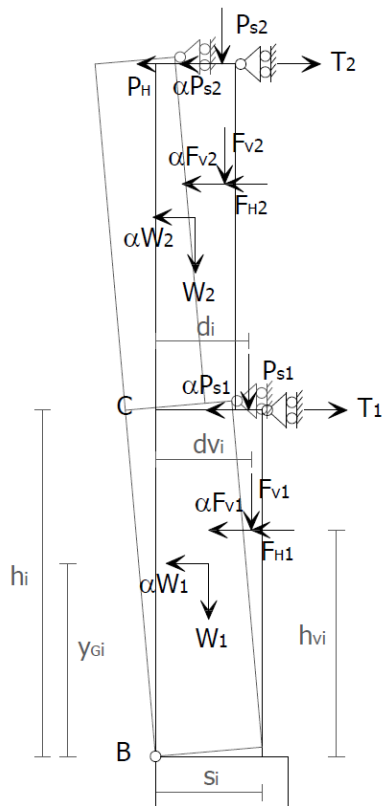 Ps2
T2
PH
αPs2
Fv2
αFv2
FH2
αW2
W2
di
Ps1
αPs1
C
T1
dvi
Fv1
αFv1
FH1
hi
αW1
yGi
W1
hvi
B
si